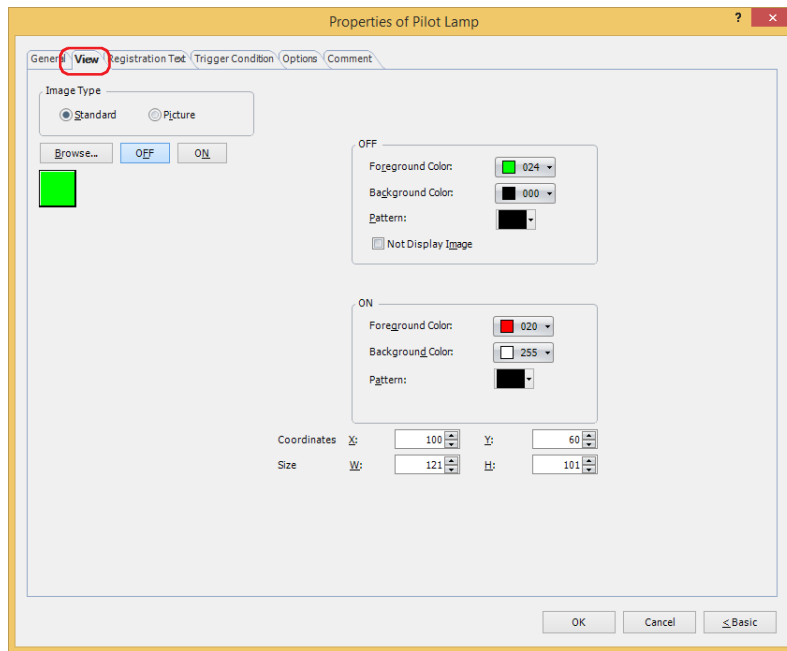 Properties of Pilot Lamp
? ×
General View Registration Text Trigger Condition Options Comment
Image Type
Standard Picture
Browse... OFF ON
OFF
Foreground Color: 024
Background Color: 000
Pattern:
Not Display Image
ON
Foreground Color: 020
Background Color: 255
Pattern:
Coordinates X: 100 Y: 60
Size W: 121 H: 101
OK Cancel < Basic